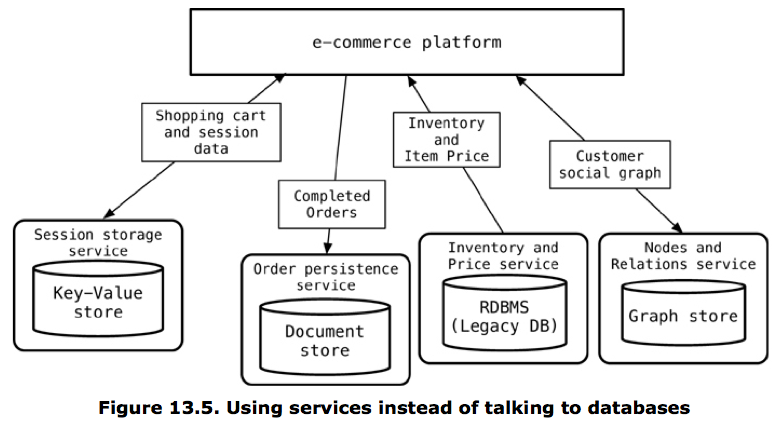 e-commerce platform
Shopping cart
and session
data
Inventory
and
Item Price
Customer
social graph
Completed
Orders
Session storage
service
Key-Value
store
Order persistence
service
Document
store
Inventory and
Price service
RDBMS
(Legacy DB)
Nodes and
Relations service
Graph store
Figure 13.5. Using services instead of talking to databases